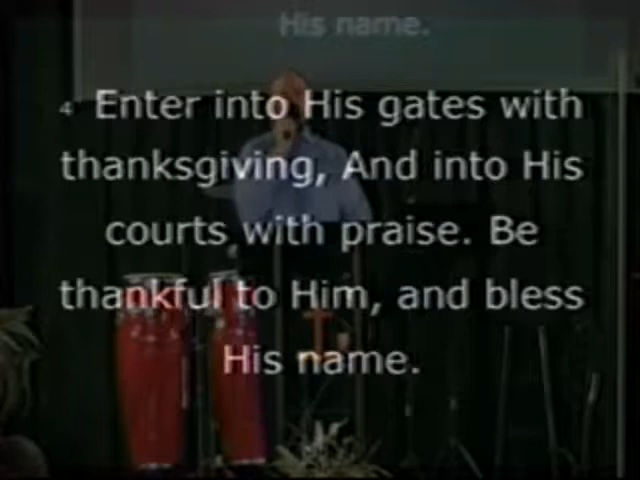 His name.
4 Enter into His gates with
thanksgiving, And into His
courts with praise. Be
thankful to Him, and bless
His name.